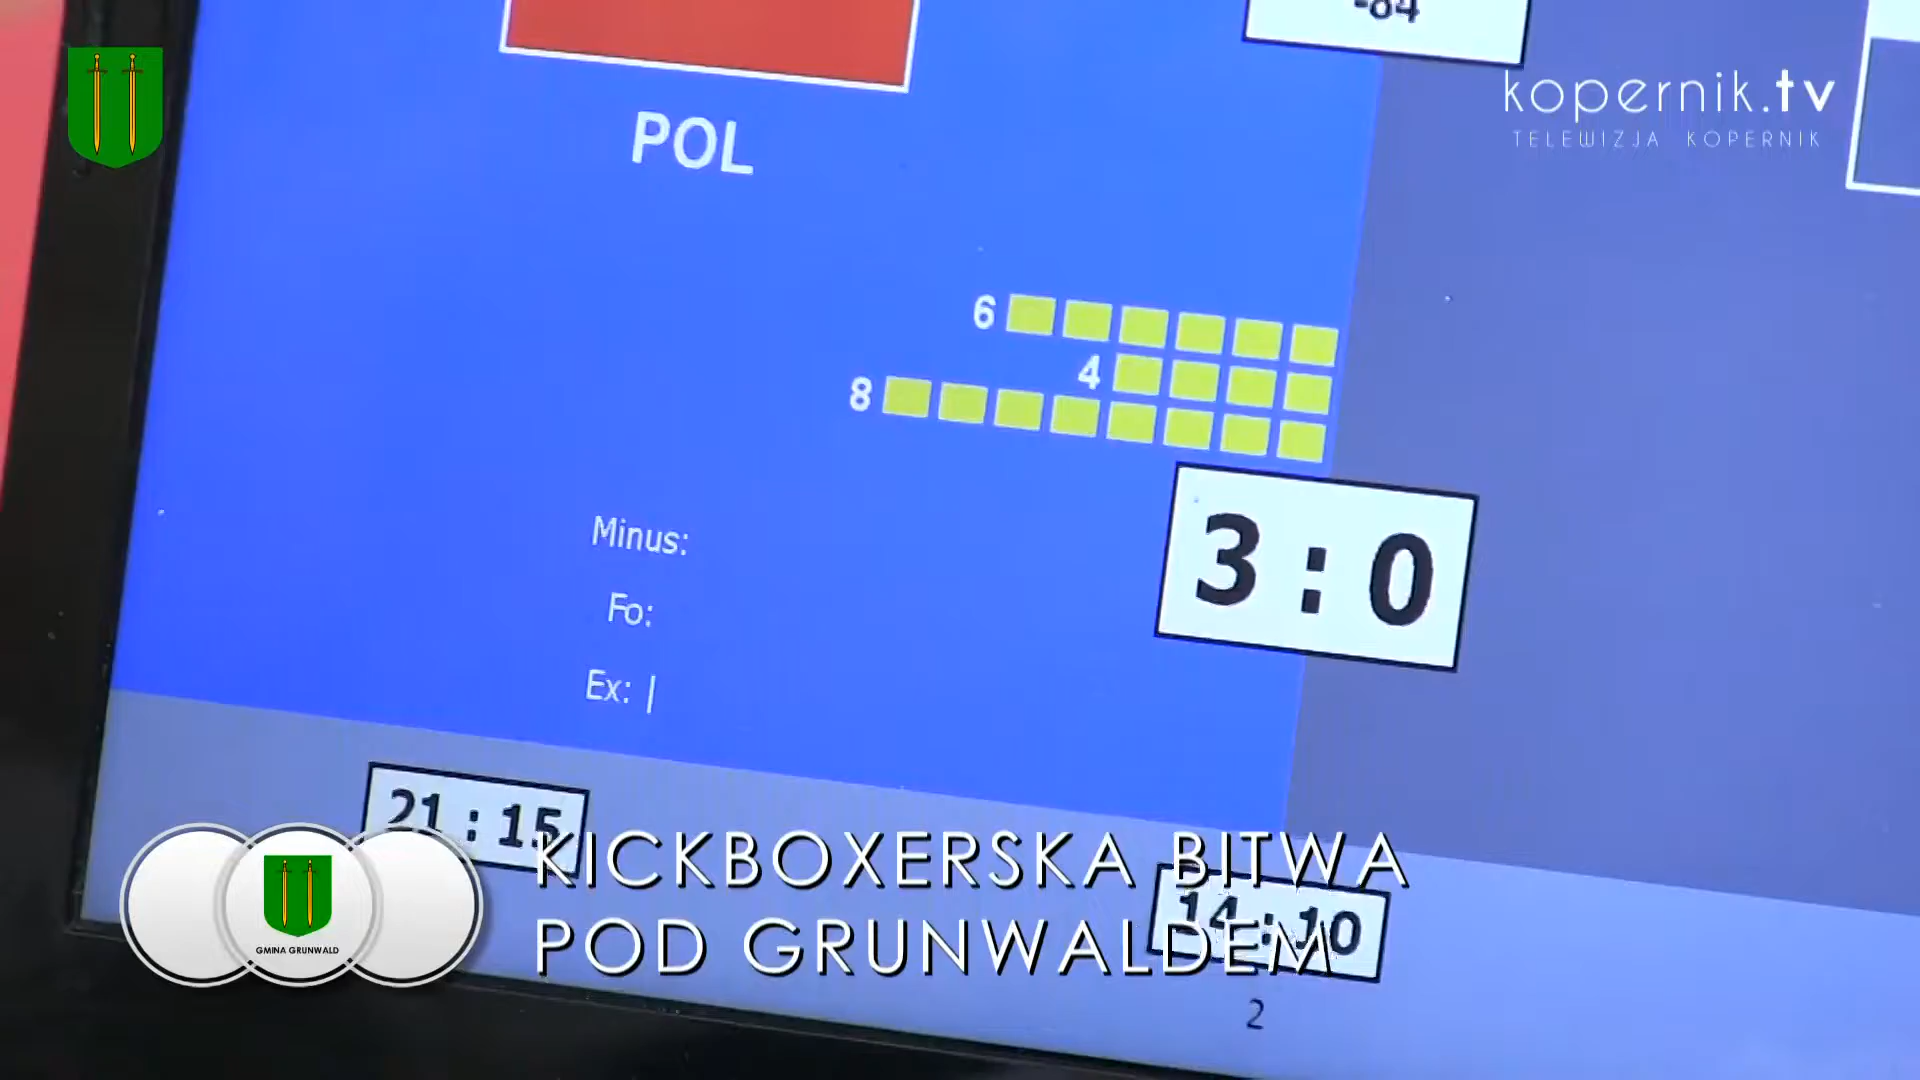 -84
kopernik.tv
TELEWIZJA KOPERNIK
POL
6
4
8
3 : 0
Minus:
Fo:
Ex: |
21 : 15
14 : 10
2
KICKBOXERSKA BITWA
POD GRUNWALDEM
GMINA GRUNWALD